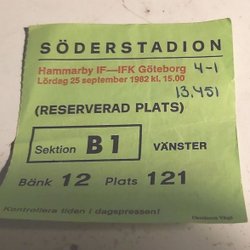 SÖDERSTADION
Hammarby IF—IFK Göteborg 4-1
Lördag 25 september 1982 kl. 15.00
13.451
(RESERVERAD PLATS)
Sektion B1 VÄNSTER
Bänk 12 Plats 121
Kontrollera tiden i dagspressen!